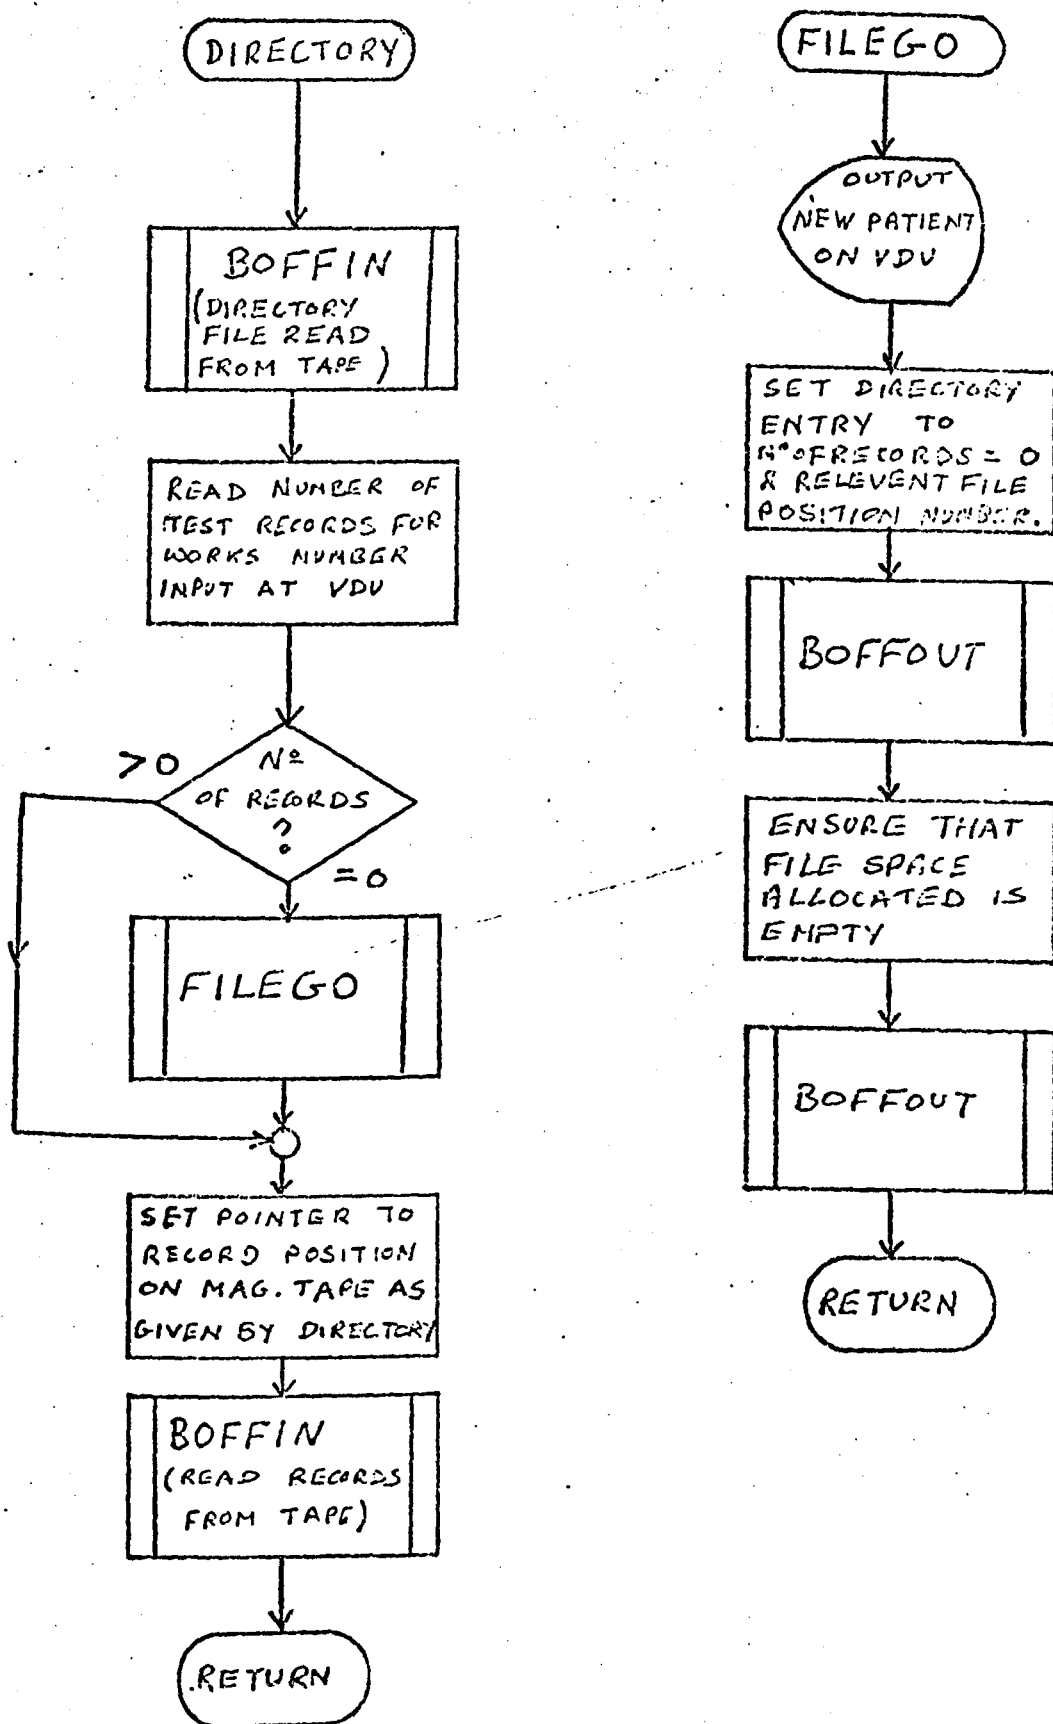 DIRECTORY
BOFFIN
(DIRECTORY
FILE READ
FROM TAPE)
READ NUMBER OF
TEST RECORDS FOR
WORKS NUMBER
INPUT AT VDU
>0
Nº
OF RECORDS
?
=0
FILEGO
SET POINTER TO
RECORD POSITION
ON MAG. TAPE AS
GIVEN BY DIRECTORY
BOFFIN
(READ RECORDS
FROM TAPE)
RETURN
FILEGO
OUTPUT
NEW PATIENT
ON VDU
SET DIRECTORY
ENTRY TO
Nº OF RECORDS = 0
& RELEVENT FILE
POSITION NUMBER.
BOFFOUT
ENSURE THAT
FILE SPACE
ALLOCATED IS
EMPTY
BOFFOUT
RETURN